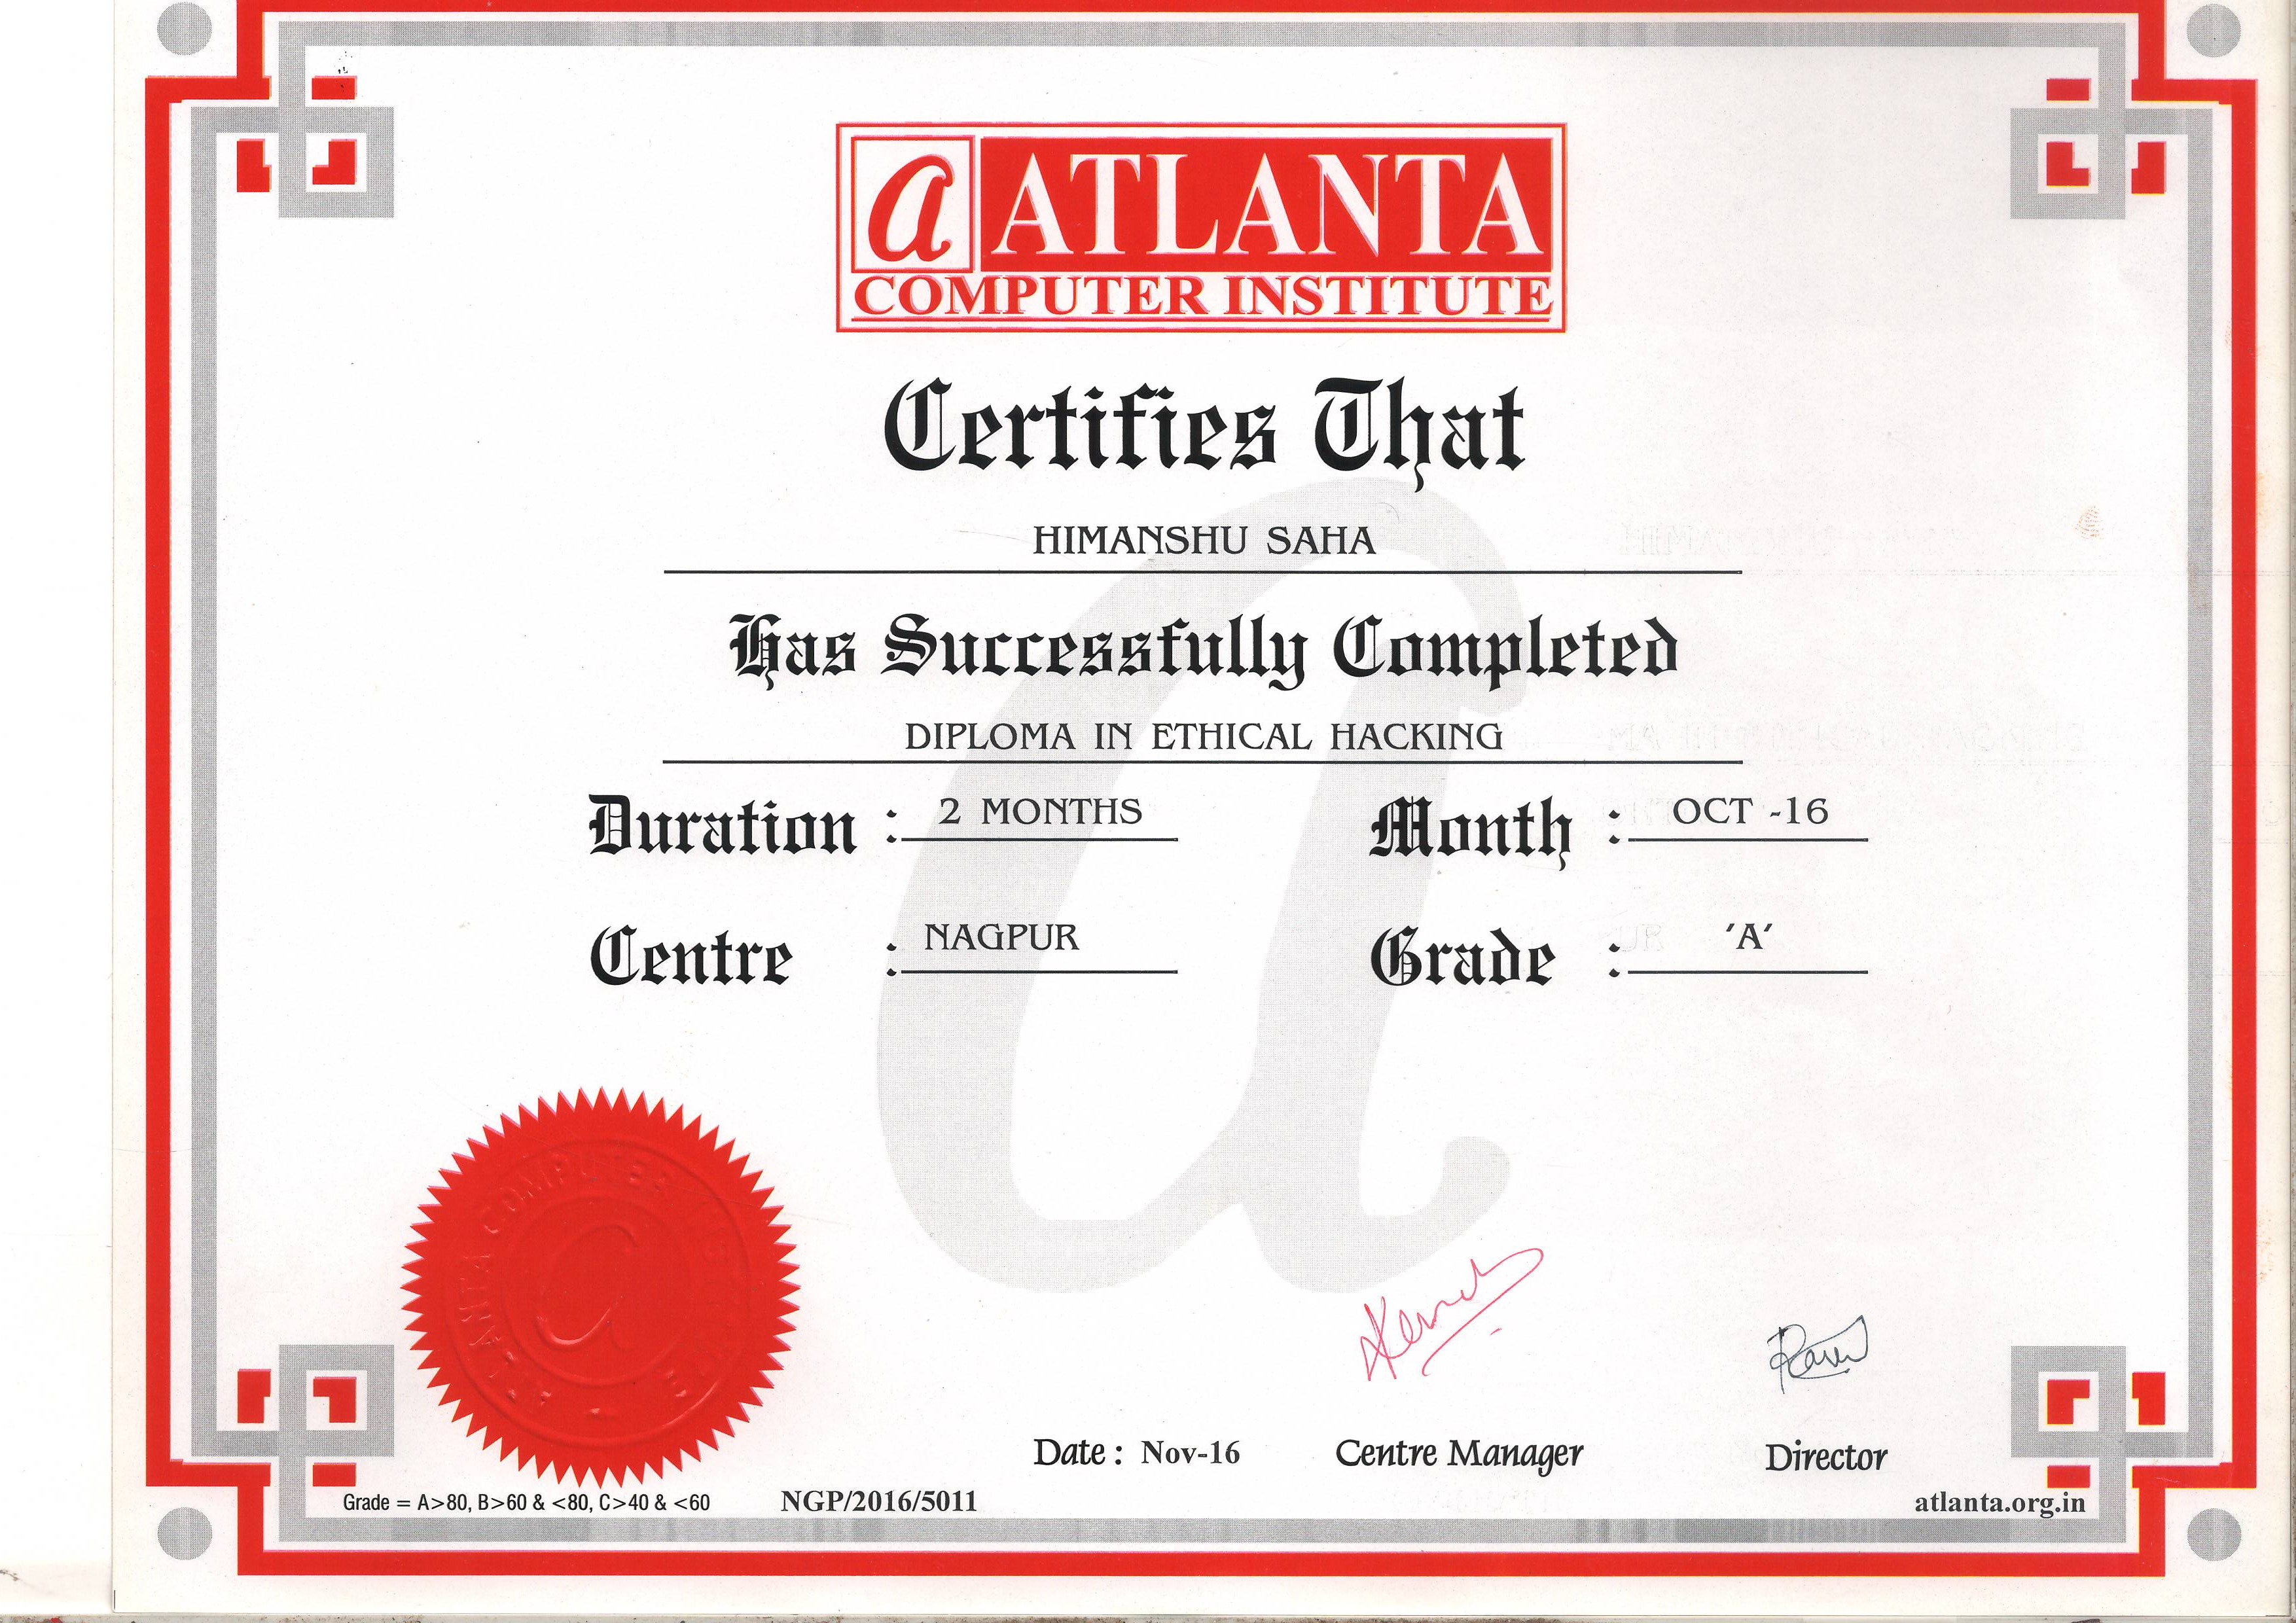 a ATLANTA
COMPUTER INSTITUTE
Certifies That
HIMANSHU SAHA
Has Successfully Completed
DIPLOMA IN ETHICAL HACKING
Duration : 2 MONTHS Month : OCT -16
Centre : NAGPUR Grade : 'A'
ATLANTA COMPUTER INSTITUTE
a
Date : Nov-16 Centre Manager Director
Grade = A>80, B>60 & <80, C>40 & <60 NGP/2016/5011 atlanta.org.in